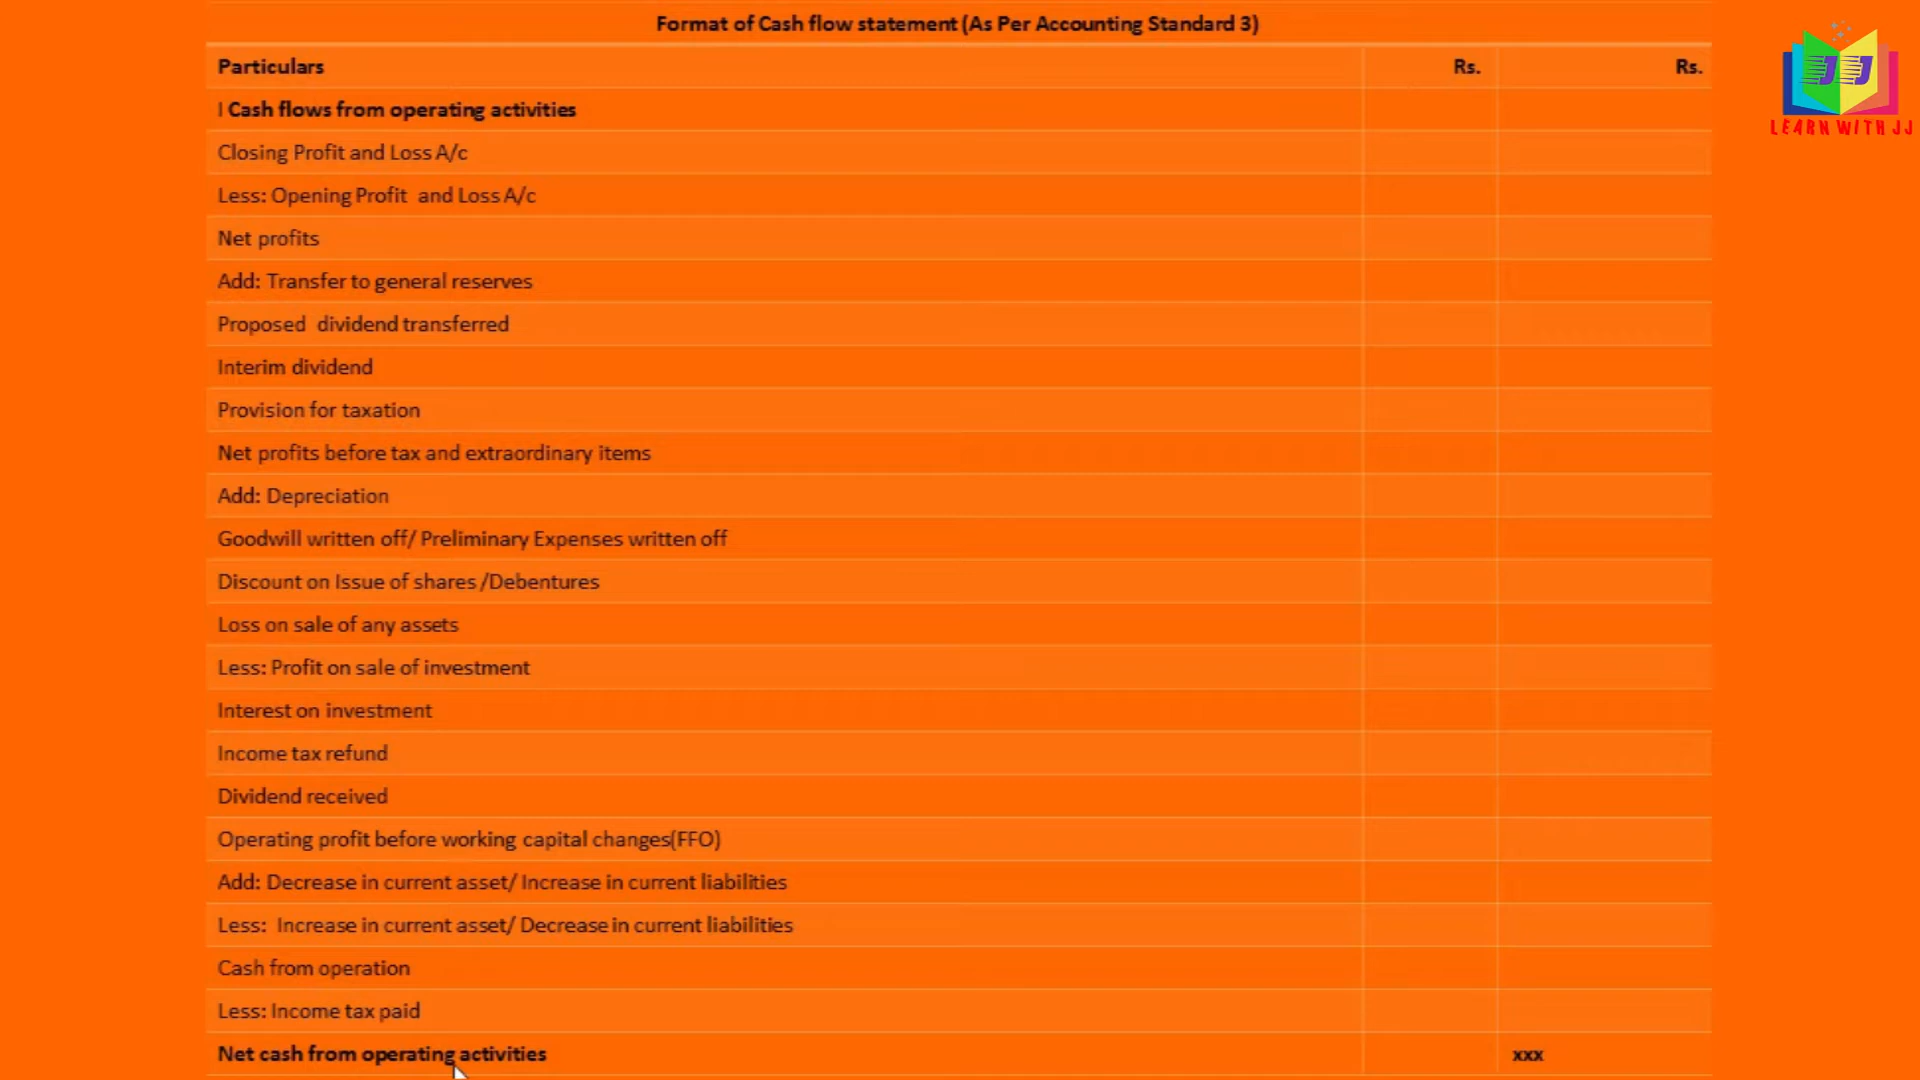 Format of Cash flow statement (As Per Accounting Standard 3)
Particulars Rs. Rs.
I Cash flows from operating activities
Closing Profit and Loss A/c
Less: Opening Profit and Loss A/c
Net profits
Add: Transfer to general reserves
Proposed dividend transferred
Interim dividend
Provision for taxation
Net profits before tax and extraordinary items
Add: Depreciation
Goodwill written off/ Preliminary Expenses written off
Discount on Issue of shares /Debentures
Loss on sale of any assets
Less: Profit on sale of investment
Interest on investment
Income tax refund
Dividend received
Operating profit before working capital changes(FFO)
Add: Decrease in current asset/ Increase in current liabilities
Less: Increase in current asset/ Decrease in current liabilities
Cash from operation
Less: Income tax paid
Net cash from operating activities xxx
JJ
LEARN WITH JJ